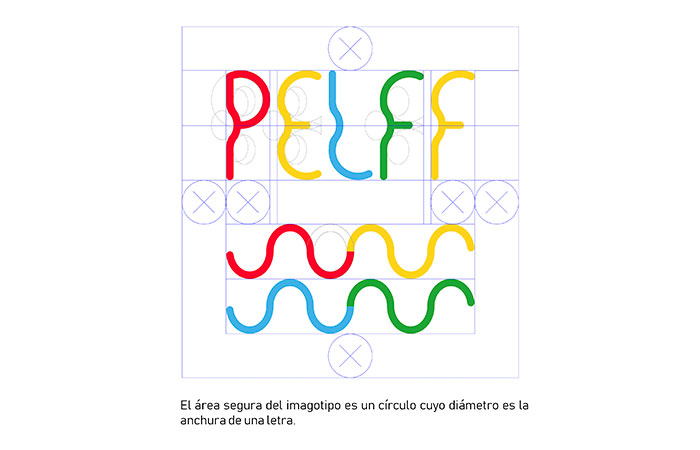 PELFF
El área segura del imagotipo es un círculo cuyo diámetro es la
anchura de una letra.